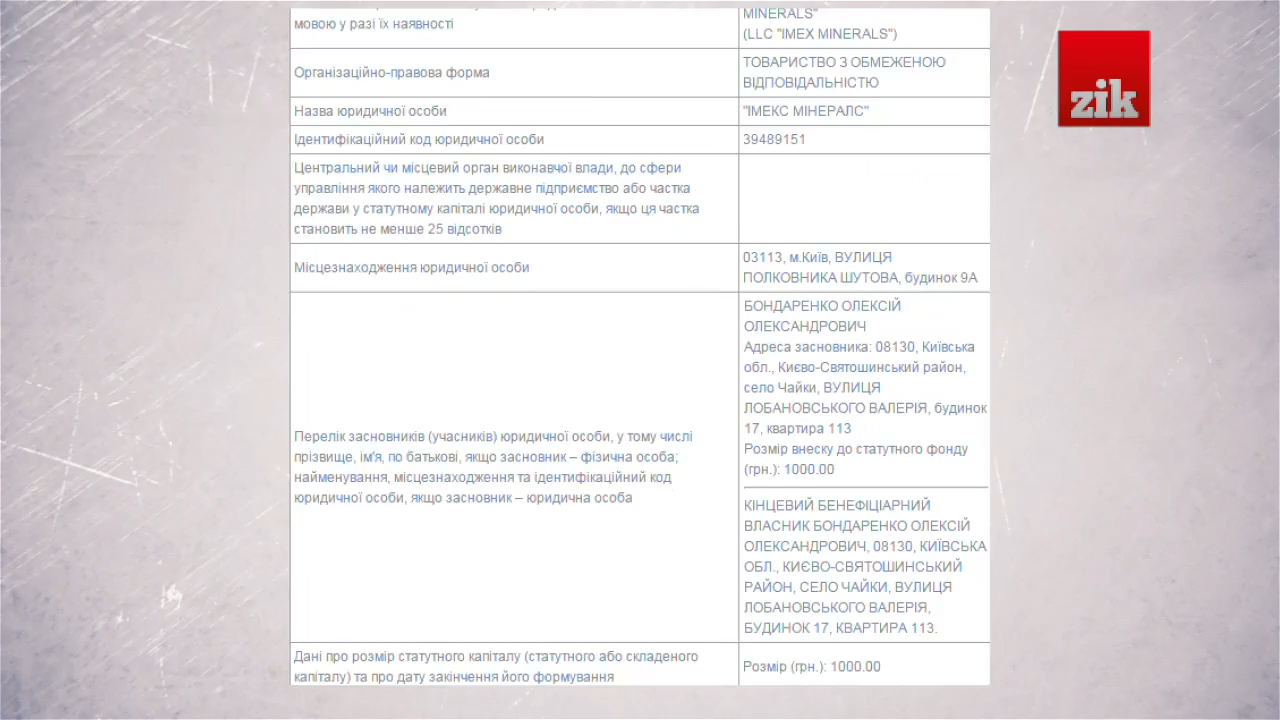 мовою у разі їх наявності
MINERALS"
(LLC "IMEX MINERALS")
Організаційно-правова форма
ТОВАРИСТВО З ОБМЕЖЕНОЮ
ВІДПОВІДАЛЬНІСТЮ
Назва юридичної особи
"ІМЕКС МІНЕРАЛС"
Ідентифікаційний код юридичної особи
39489151
Центральний чи місцевий орган виконавчої влади, до сфери
управління якого належить державне підприємство або частка
держави у статутному капіталі юридичної особи, якщо ця частка
становить не менше 25 відсотків
Місцезнаходження юридичної особи
03113, м.Київ, ВУЛИЦЯ
ПОЛКОВНИКА ШУТОВА, будинок 9А
Перелік засновників (учасників) юридичної особи, у тому числі
прізвище, ім'я, по батькові, якщо засновник – фізична особа;
найменування, місцезнаходження та ідентифікаційний код
юридичної особи, якщо засновник – юридична особа
БОНДАРЕНКО ОЛЕКСІЙ
ОЛЕКСАНДРОВИЧ
Адреса засновника: 08130, Київська
обл., Києво-Святошинський район,
село Чайки, ВУЛИЦЯ
ЛОБАНОВСЬКОГО ВАЛЕРІЯ, будинок
17, квартира 113
Розмір внеску до статутного фонду
(грн.): 1000.00
КІНЦЕВИЙ БЕНЕФІЦІАРНИЙ
ВЛАСНИК БОНДАРЕНКО ОЛЕКСІЙ
ОЛЕКСАНДРОВИЧ, 08130, КИЇВСЬКА
ОБЛ., КИЄВО-СВЯТОШИНСЬКИЙ
РАЙОН, СЕЛО ЧАЙКИ, ВУЛИЦЯ
ЛОБАНОВСЬКОГО ВАЛЕРІЯ,
БУДИНОК 17, КВАРТИРА 113.
Дані про розмір статутного капіталу (статутного або складеного
капіталу) та про дату закінчення його формування
Розмір (грн.): 1000.00
zik